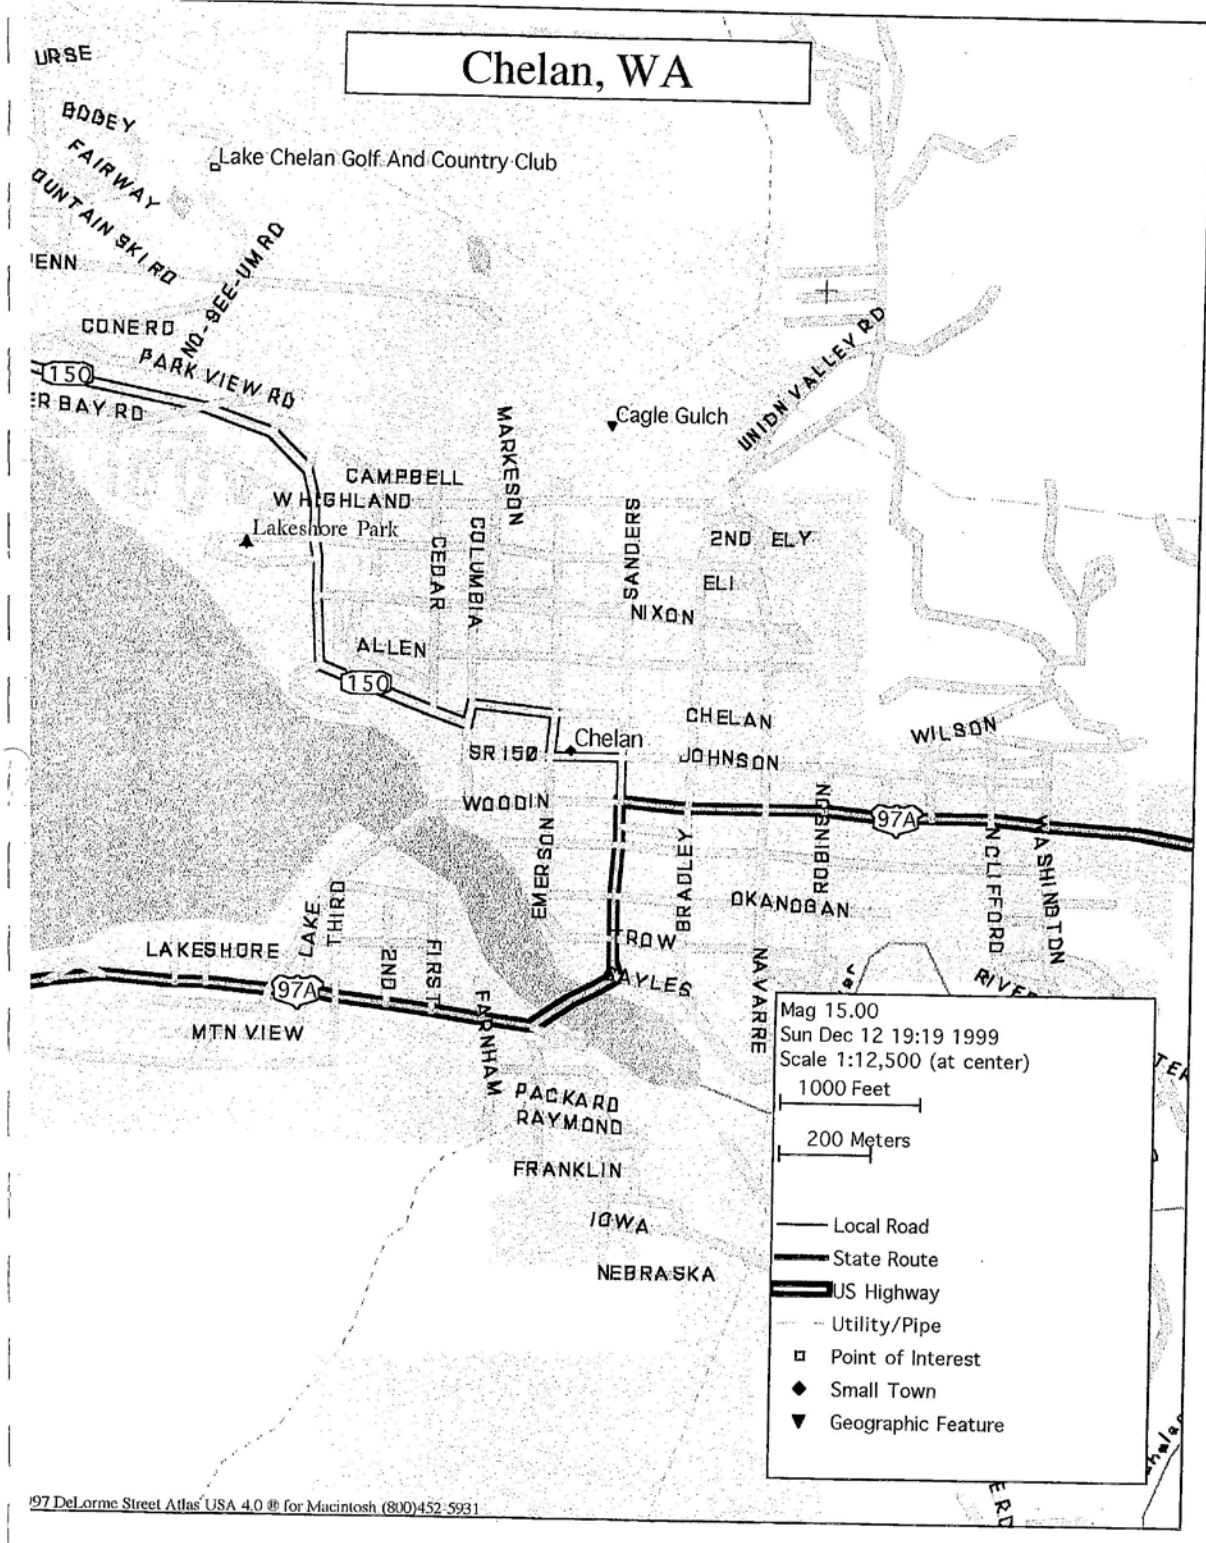 Chelan, WA
URSE
BOGEY
FAIRWAY
Lake Chelan Golf And Country Club
OUNTAIN SKI RD
NO-SEE-UM RD
ENN
CONERD
PARK VIEW RD
150
ER BAY RD
UNION VALLEY RD
Cagle Gulch
MARKESON
CAMPBELL
W HIGHLAND
Lakeshore Park
CEDAR
COLUMBIA
SANDERS
2ND ELY
ELI
NIXON
ALLEN
150
CHELAN
WILSON
SR 150
Chelan
JOHNSON
WOODIN
EMERSON
97A
ROBINSON
BRADLEY
N CLIFFORD
WASHINGTON
OKANOGAN
LAKE
THIRD
2ND
FIRST
LAKESHORE
97A
FARNHAM
TROW
SAYLES
NAVARRE
RIVER
MTN VIEW
PACKARD
RAYMOND
FRANKLIN
IOWA
NEBRASKA
Mag 15.00
Sun Dec 12 19:19 1999
Scale 1:12,500 (at center)
1000 Feet
200 Meters
Local Road
State Route
US Highway
Utility/Pipe
Point of Interest
Small Town
Geographic Feature
TER
ERD
97 DeLorme Street Atlas USA 4.0 ® for Macintosh (800)452-5931